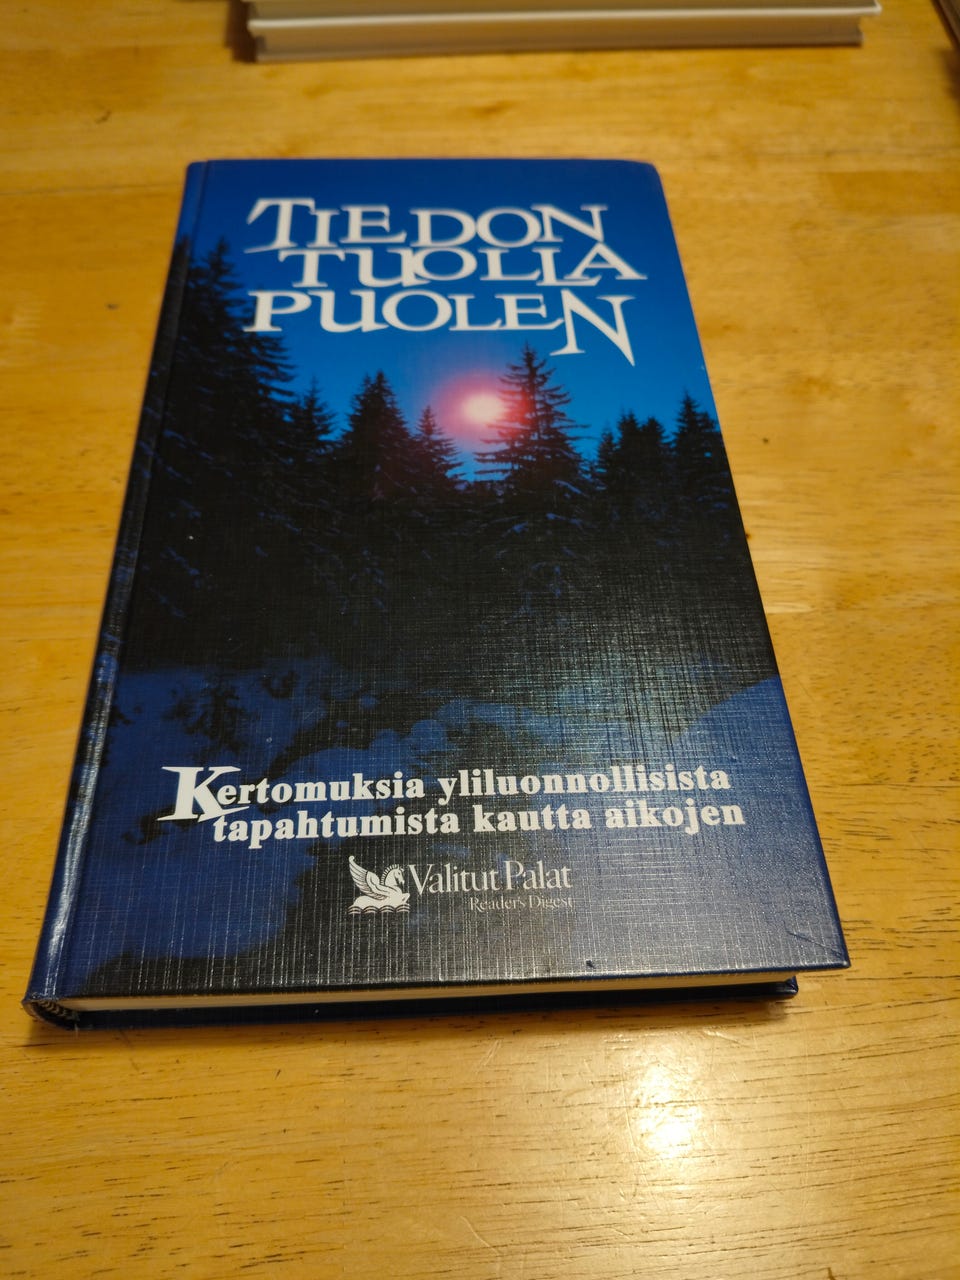 TIEDON
TUOLLA
PUOLEN
Kertomuksia yliluonnollisista
tapahtumista kautta aikojen
Valitut Palat
Reader's Digest